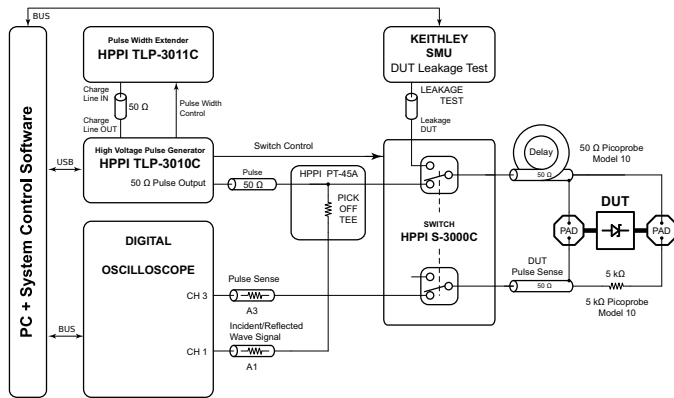 BUS
PC + System Control Software
Pulse Width Extender
HPPI TLP-3011C
Charge
Line IN
50 Ω
Charge
Line OUT
Pulse Width
Control
USB
High Voltage Pulse Generator
HPPI TLP-3010C
50 Ω Pulse Output
Switch Control
Pulse
50 Ω
HPPI PT-45A
PICK
OFF
TEE
KEITHLEY
SMU
DUT Leakage Test
LEAKAGE
TEST
Leakage
DUT
SWITCH
HPPI S-3000C
Delay
50 Ω
50 Ω Picoprobe
Model 10
DUT
PAD
PAD
DUT
Pulse Sense
50 Ω
5 kΩ
5 kΩ Picoprobe
Model 10
DIGITAL
OSCILLOSCOPE
CH 3
Pulse Sense
A3
Incident/Reflected
Wave Signal
CH 1
A1
BUS